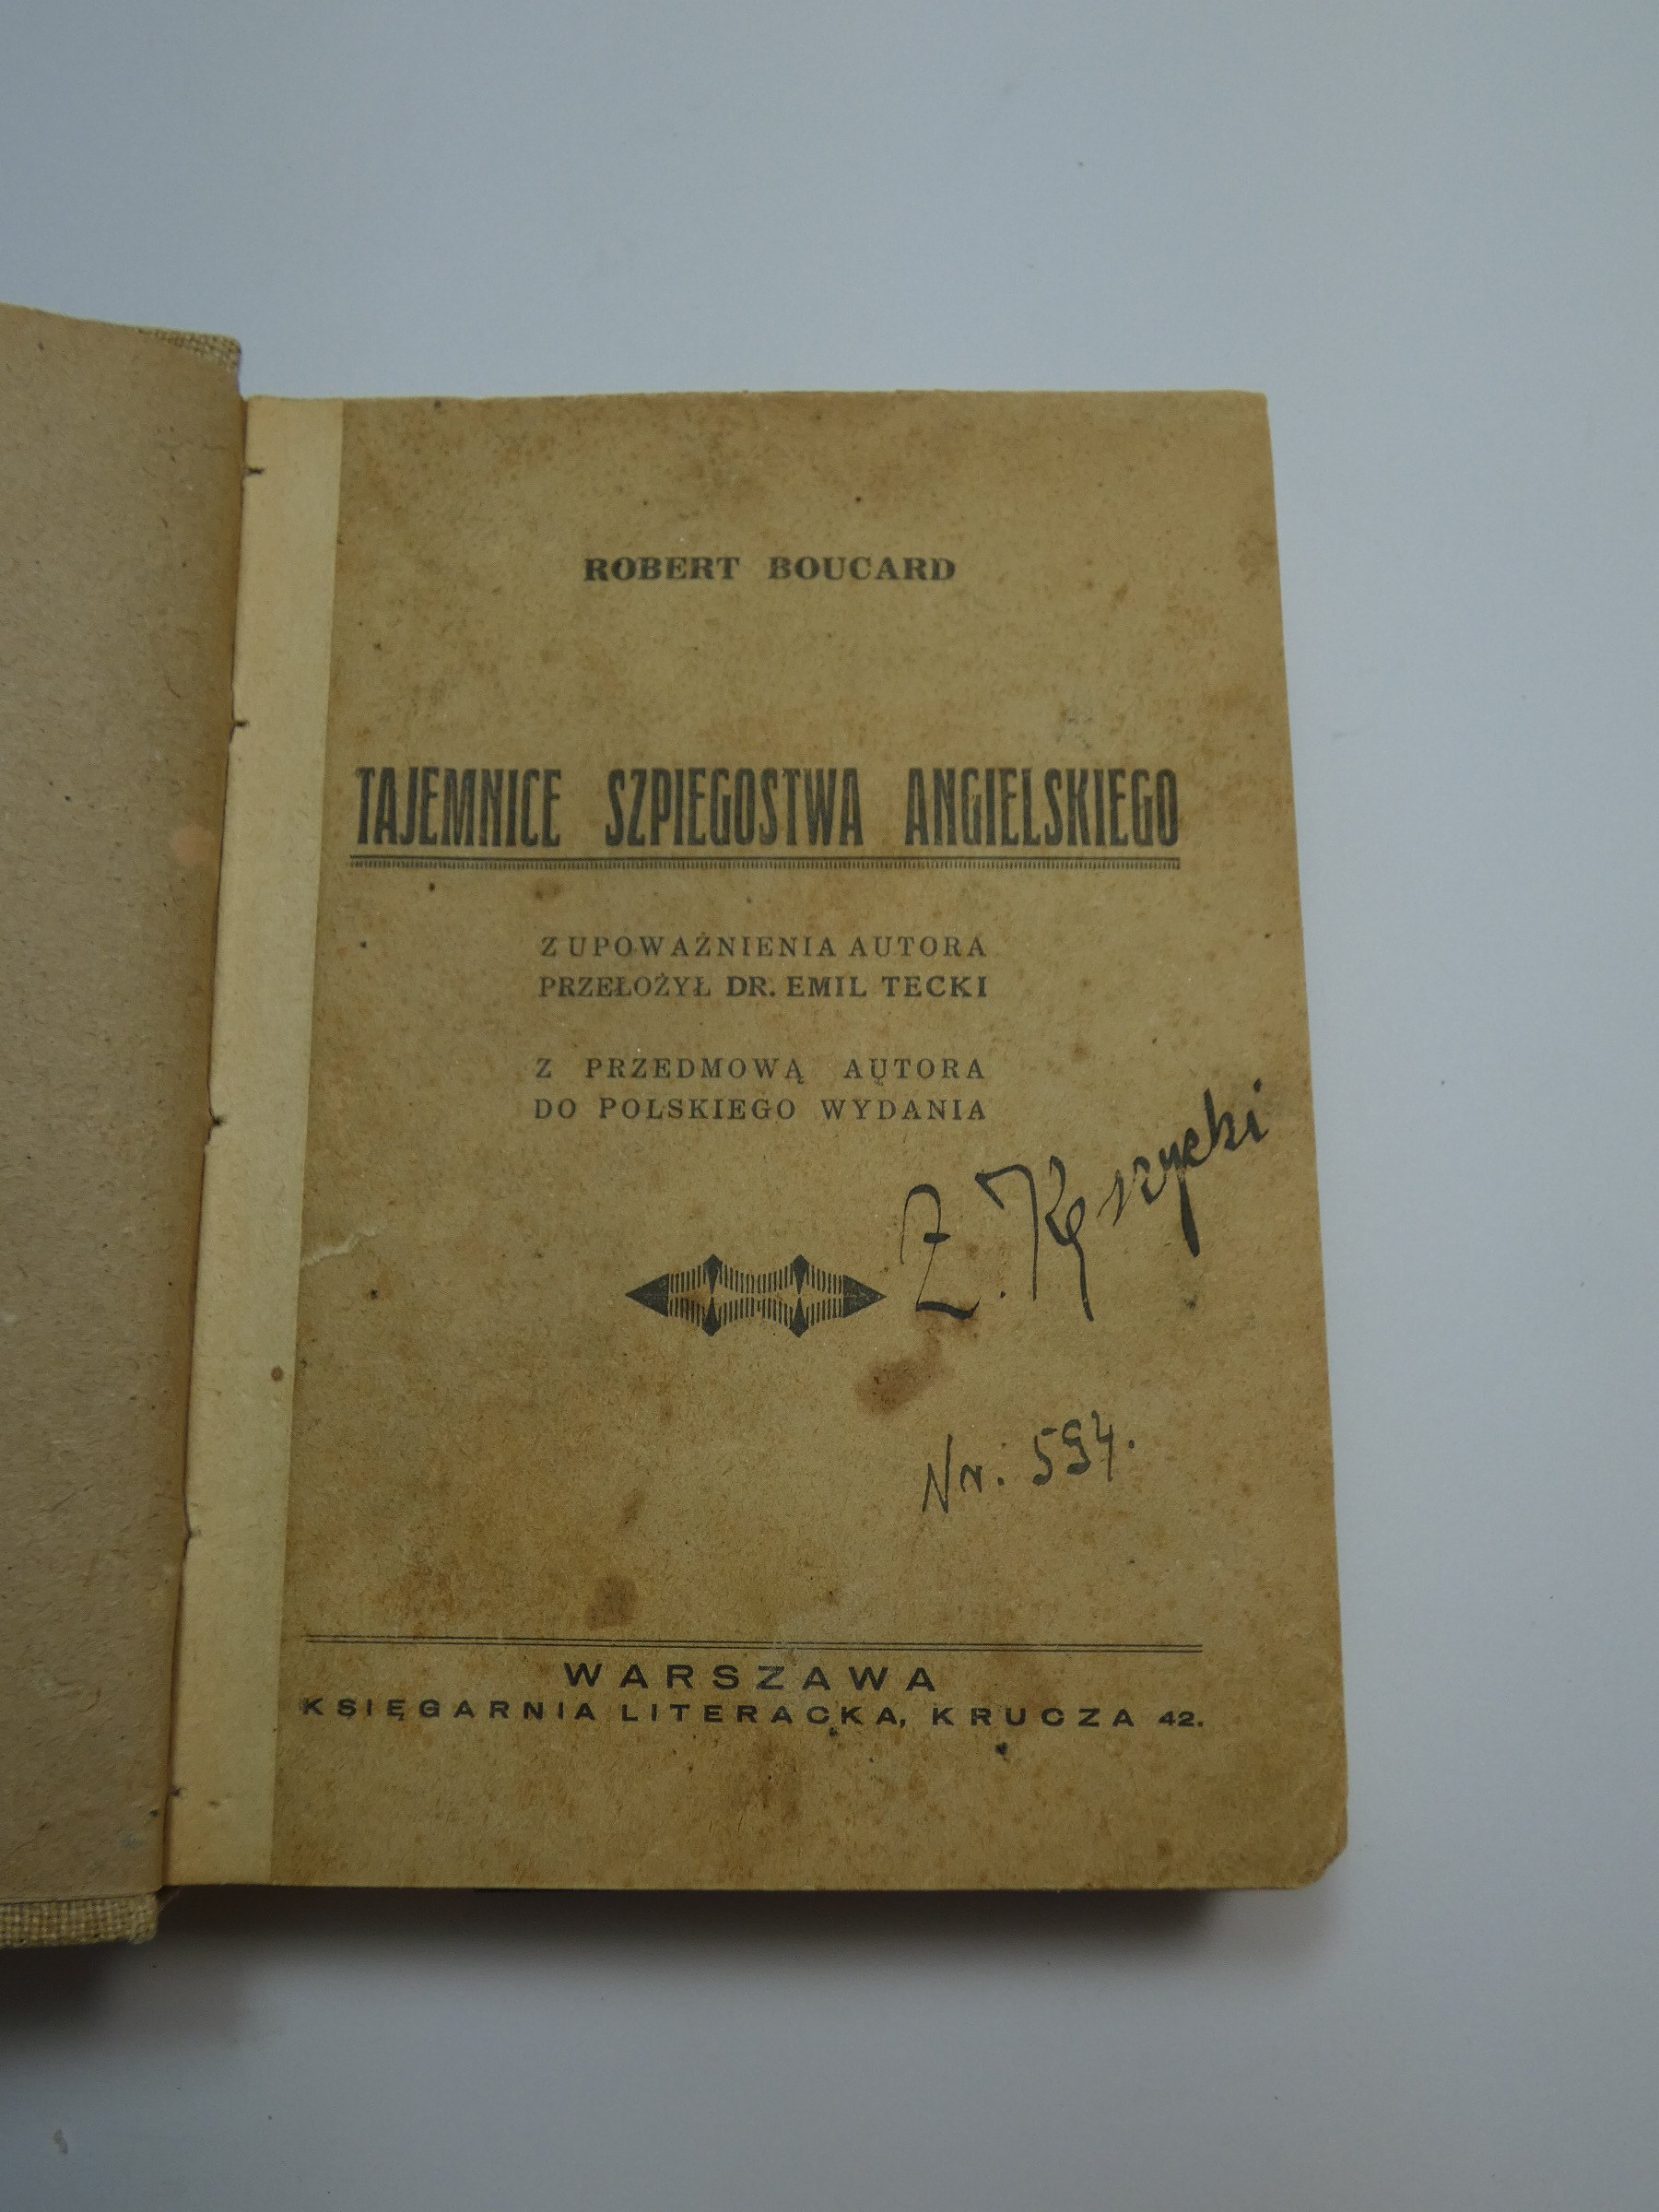 ROBERT BOUCARD
TAJEMNICE SZPIEGOSTWA ANGIELSKIEGO
Z UPOWAŻNIENIA AUTORA
PRZEŁOŻYŁ DR. EMIL TECKI
Z PRZEDMOWĄ AUTORA
DO POLSKIEGO WYDANIA
Z.
Nr. 594.
WARSZAWA
KSIĘGARNIA LITERACKA, KRUCZA 42.